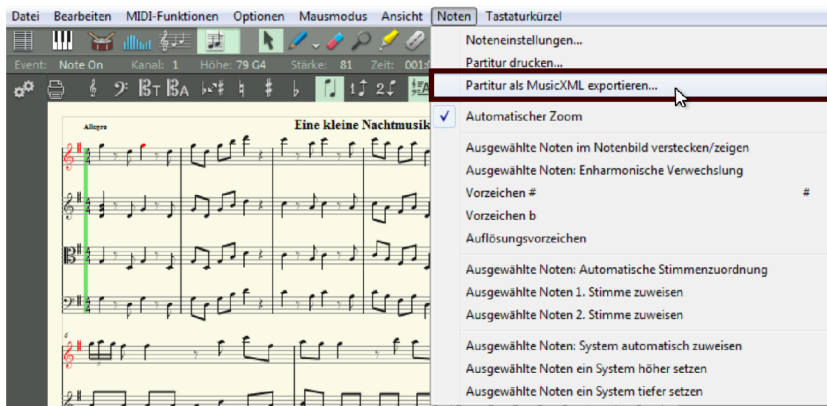 Datei Bearbeiten MIDI-Funktionen Optionen Mausmodus Ansicht Noten Tastaturkürzel
Event: Note On Kanal: 1 Höhe: 79 G4 Stärke: 81 Zeit: 001:
Noteneinstellungen...
Partitur drucken...
Partitur als MusicXML exportieren...
Automatischer Zoom
Ausgewählte Noten im Notenbild verstecken/zeigen
Ausgewählte Noten: Enharmonische Verwechslung
Vorzeichen # #
Vorzeichen b
Auflösungsvorzeichen
Ausgewählte Noten: Automatische Stimmenzuordnung
Ausgewählte Noten 1. Stimme zuweisen
Ausgewählte Noten 2. Stimme zuweisen
Ausgewählte Noten: System automatisch zuweisen
Ausgewählte Noten ein System höher setzen
Ausgewählte Noten ein System tiefer setzen
Allegro Eine kleine Nachtmusik